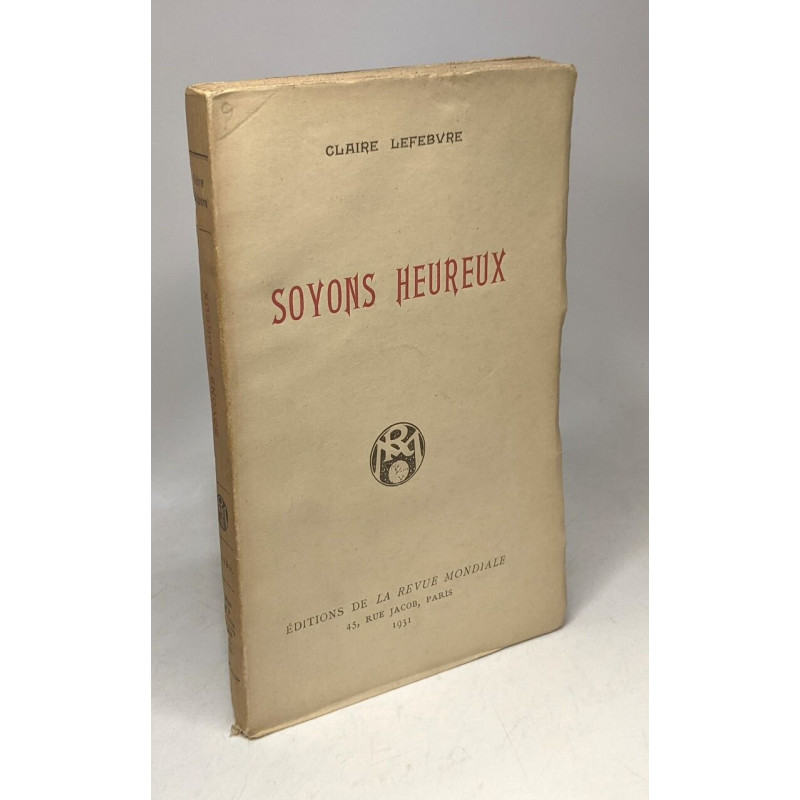 CLAIRE LEFEBVRE
SOYONS HEUREUX
ÉDITIONS DE LA REVUE MONDIALE
45, RUE JACOB, PARIS
1931